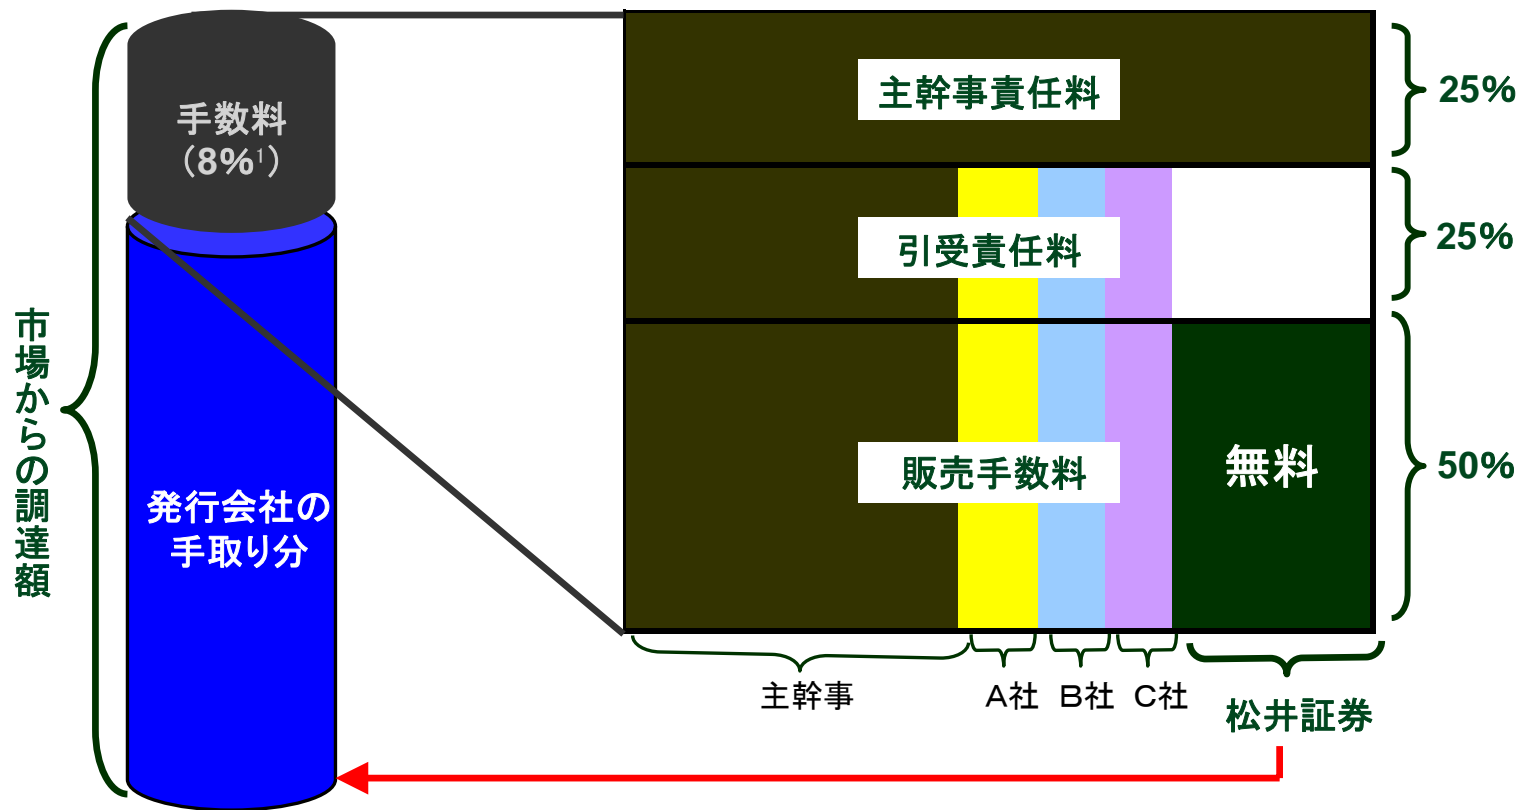 手数料
（8%1）
市場からの調達額
発行会社の
手取り分
主幹事責任料
25%
引受責任料
25%
販売手数料
無料
50%
主幹事
A社
B社
C社
松井証券